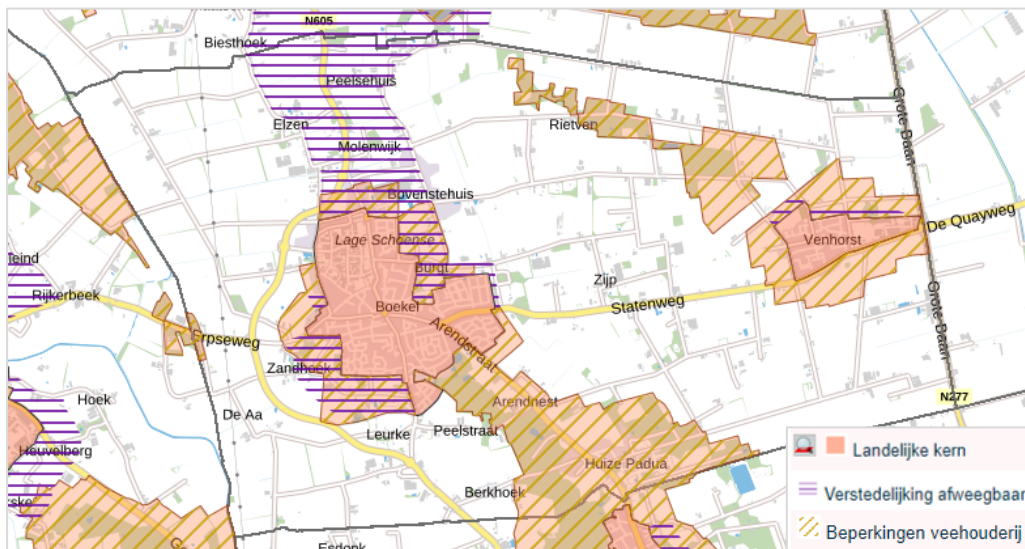 N605
Biesthoek
Peelsehuis
Elzen
Rietven
Molenwijk
Grote Baan
Bovenstehuis
De Quayweg
Lage Schoense
Venhorst
Burgt
Zijp
Rijkerbeek
Boekel
Statenweg
Erpseweg
Arendstraat
Grote Baan
Zandhoek
Hoek
Arendnest
N277
De Aa
Leurke
Peelstraat
Heuvelberg
Huize Padua
Berkhoek
Esdonk
Landelijke kern
Verstedelijking afweegbaar
Beperkingen veehouderij